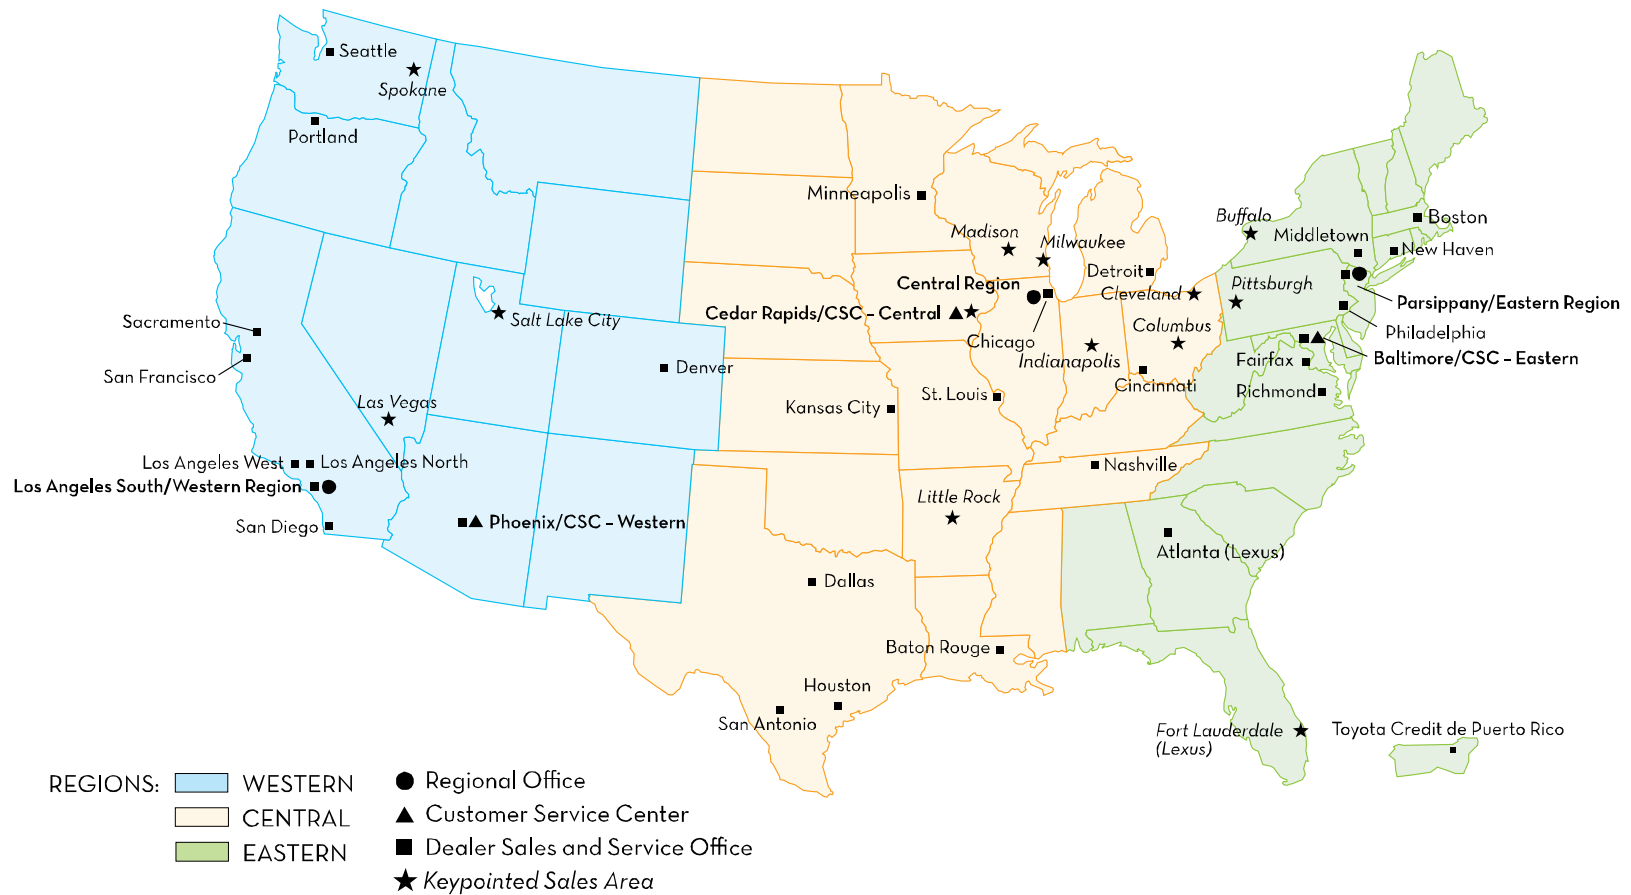 Seattle
Spokane
Portland
Minneapolis
Buffalo
Boston
Madison
Milwaukee
Middletown
New Haven
Detroit
Central Region
Cleveland
Pittsburgh
Parsippany/Eastern Region
Cedar Rapids/CSC – Central
Salt Lake City
Sacramento
Columbus
Philadelphia
Chicago
Indianapolis
Fairfax
Baltimore/CSC – Eastern
San Francisco
Denver
Cincinnati
Richmond
Las Vegas
St. Louis
Kansas City
Los Angeles West
Los Angeles North
Nashville
Los Angeles South/Western Region
Little Rock
San Diego
Phoenix/CSC – Western
Atlanta (Lexus)
Dallas
Baton Rouge
Houston
San Antonio
Fort Lauderdale
(Lexus)
Toyota Credit de Puerto Rico
REGIONS:
WESTERN
CENTRAL
EASTERN
Regional Office
Customer Service Center
Dealer Sales and Service Office
Keypointed Sales Area